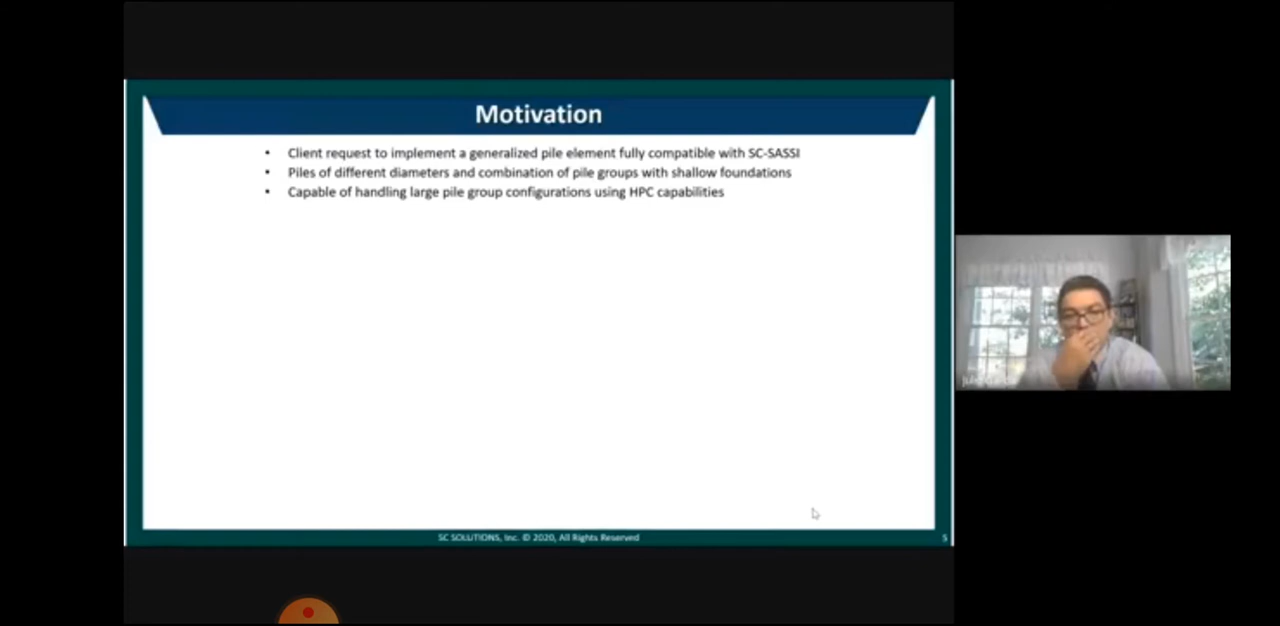 Motivation
• Client request to implement a generalized pile element fully compatible with SC-SASSI
• Piles of different diameters and combination of pile groups with shallow foundations
• Capable of handling large pile group configurations using HPC capabilities
SC SOLUTIONS, Inc. © 2020, All Rights Reserved
5